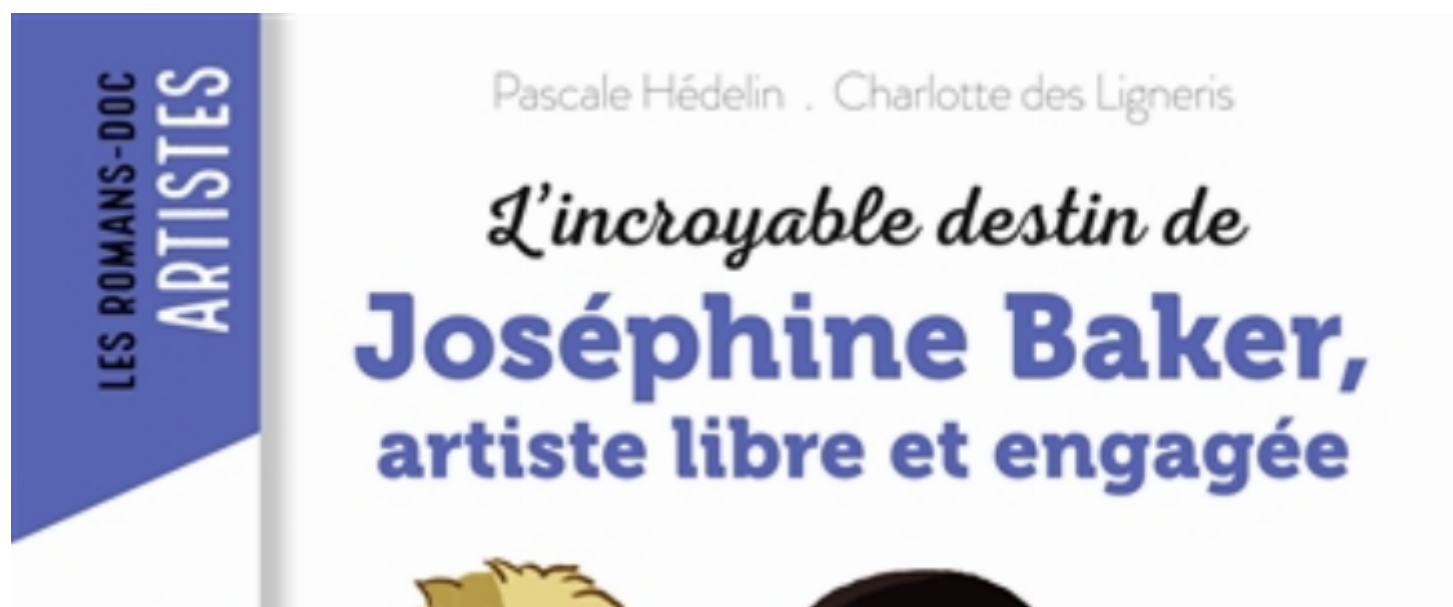 LES ROMANS-DOC
ARTISTES
Pascale Hédelin . Charlotte des Ligneris
L'incroyable destin de
Joséphine Baker,
artiste libre et engagée